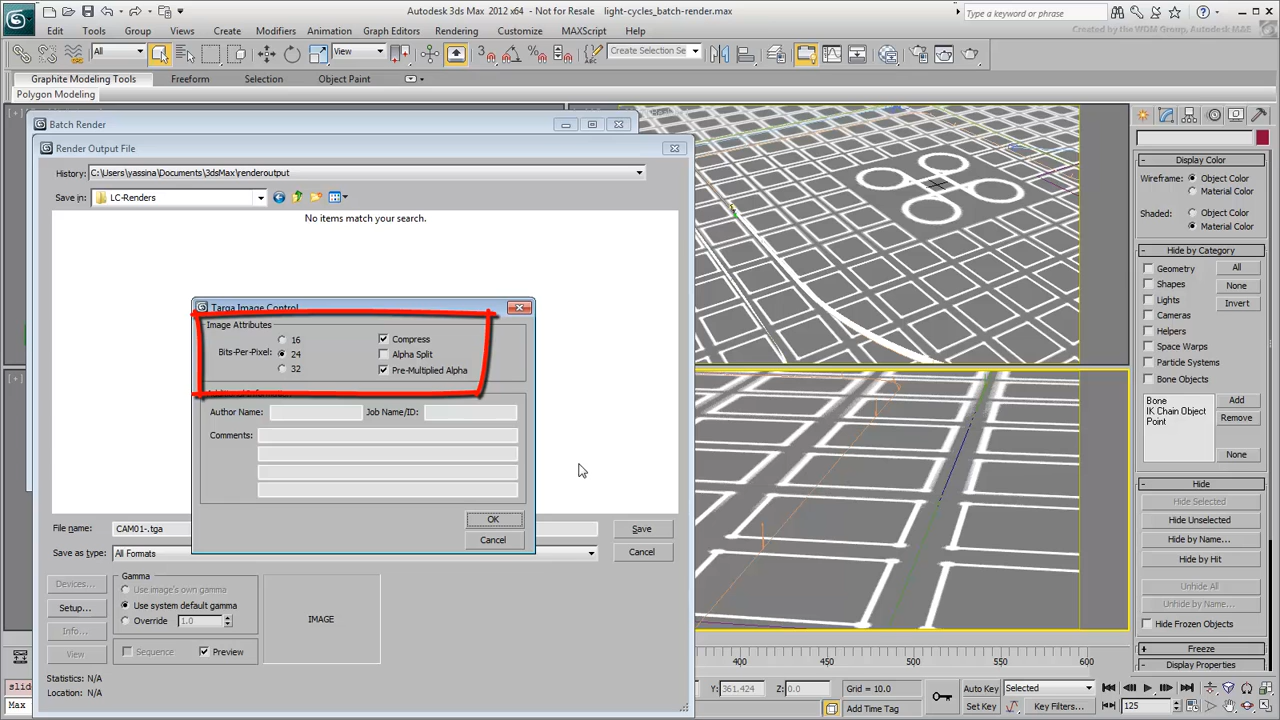 Autodesk 3ds Max 2012 x64 - Not for Resale light-cycles_batch-render.max
Type a keyword or phrase
Edit Tools Group Views Create Modifiers Animation Graph Editors Rendering Customize MAXScript Help
Created by the WDM Group, Autodesk MAE
All View Create Selection Se
Graphite Modeling Tools Freeform Selection Object Paint
Polygon Modeling
Batch Render
Render Output File
History: C:\Users\yassina\Documents\3dsMax\renderoutput
Save in: LC-Renders
No items match your search.
Targa Image Control
Image Attributes
Bits-Per-Pixel:
16
24
32
Compress
Alpha Split
Pre-Multiplied Alpha
Additional Information
Author Name: Job Name/ID:
Comments:
OK
Cancel
File name: CAM01-.tga Save
Save as type: All Formats Cancel
Devices...
Setup...
Info...
View
Gamma
Use image's own gamma
Use system default gamma
Override 1.0
Sequence Preview
IMAGE
Statistics: N/A
Location: N/A
Display Color
Wireframe: Object Color
Material Color
Shaded: Object Color
Material Color
Hide by Category
Geometry All
Shapes None
Lights Invert
Cameras
Helpers
Space Warps
Particle Systems
Bone Objects
Bone
IK Chain Object
Point
Add
Remove
None
Hide
Hide Selected
Hide Unselected
Hide by Name...
Hide by Hit
Unhide All
Unhide by Name...
Hide Frozen Objects
Freeze
Display Properties
400 450 500 550 600
Y: 361.424 Z: 0.0 Grid = 10.0
Add Time Tag
Auto Key Selected
Set Key Key Filters...
125